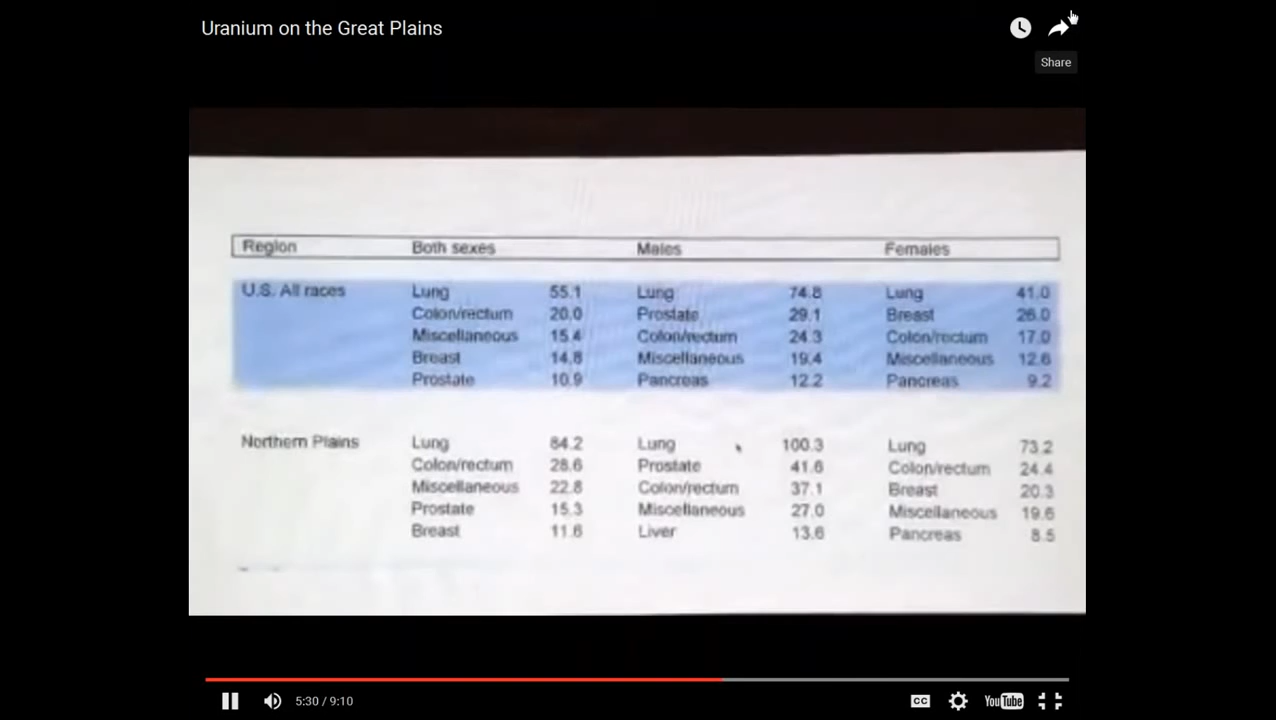 Uranium on the Great Plains
Share
Region Both sexes Males Females
U.S. All races Lung 55.1 Lung 74.8 Lung 41.0
Colon/rectum 20.0 Prostate 29.1 Breast 26.0
Miscellaneous 15.4 Colon/rectum 24.3 Colon/rectum 17.0
Breast 14.8 Miscellaneous 19.4 Miscellaneous 12.6
Prostate 10.9 Pancreas 12.2 Pancreas 9.2
Northern Plains Lung 84.2 Lung 100.3 Lung 73.2
Colon/rectum 28.6 Prostate 41.6 Colon/rectum 24.4
Miscellaneous 22.8 Colon/rectum 37.1 Breast 20.3
Prostate 15.3 Miscellaneous 27.0 Miscellaneous 19.6
Breast 11.6 Liver 13.6 Pancreas 8.5
5:30 / 9:10 CC YouTube